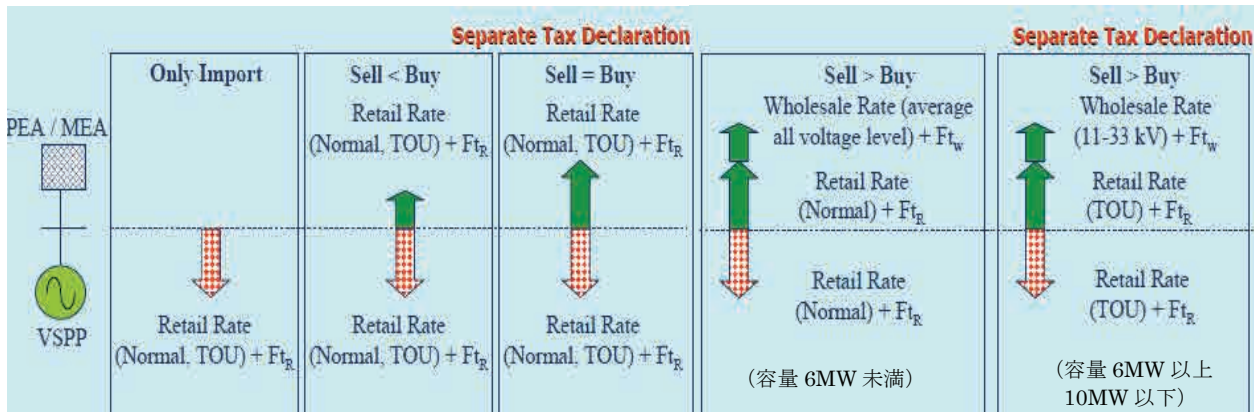 Separate Tax Declaration
Separate Tax Declaration
PEA / MEA
VSPP
Only Import
Retail Rate
(Normal, TOU) + Ft_R
Sell < Buy
Retail Rate
(Normal, TOU) + Ft_R
Retail Rate
(Normal, TOU) + Ft_R
Sell = Buy
Retail Rate
(Normal, TOU) + Ft_R
Retail Rate
(Normal, TOU) + Ft_R
Sell > Buy
Wholesale Rate (average
all voltage level) + Ft_w
Retail Rate
(Normal) + Ft_R
Retail Rate
(Normal) + Ft_R
（容量 6MW 未満）
Sell > Buy
Wholesale Rate
(11-33 kV) + Ft_w
Retail Rate
(TOU) + Ft_R
Retail Rate
(TOU) + Ft_R
（容量 6MW 以上
10MW 以下）